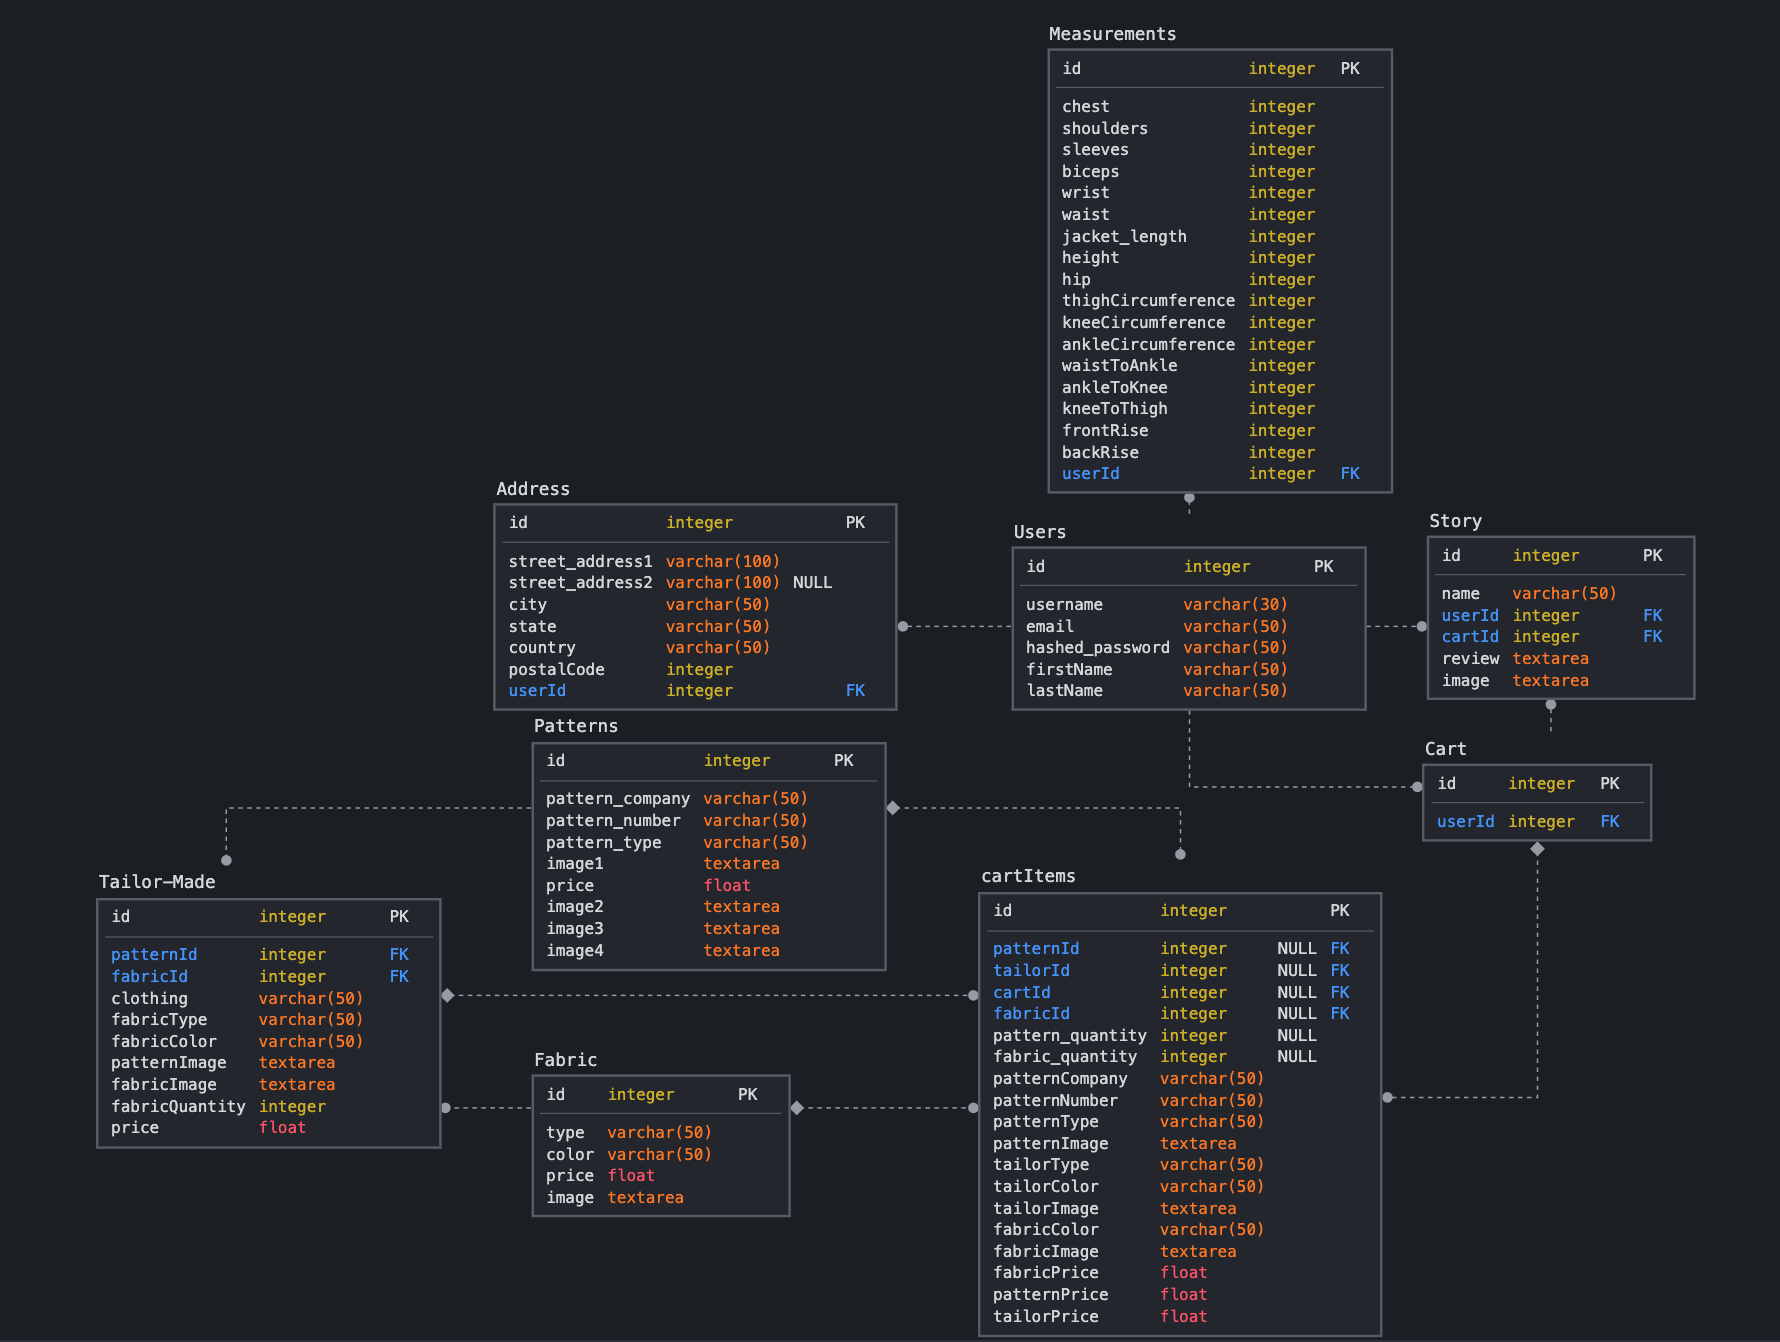 Measurements
id integer PK
chest integer
shoulders integer
sleeves integer
biceps integer
wrist integer
waist integer
jacket_length integer
height integer
hip integer
thighCircumference integer
kneeCircumference integer
ankleCircumference integer
waistToAnkle integer
ankleToKnee integer
kneeToThigh integer
frontRise integer
backRise integer
userId integer FK
Address
id integer PK
street_address1 varchar(100)
street_address2 varchar(100) NULL
city varchar(50)
state varchar(50)
country varchar(50)
postalCode integer
userId integer FK
Users
id integer PK
username varchar(30)
email varchar(50)
hashed_password varchar(50)
firstName varchar(50)
lastName varchar(50)
Story
id integer PK
name varchar(50)
userId integer FK
cartId integer FK
review textarea
image textarea
Patterns
id integer PK
pattern_company varchar(50)
pattern_number varchar(50)
pattern_type varchar(50)
image1 textarea
price float
image2 textarea
image3 textarea
image4 textarea
Cart
id integer PK
userId integer FK
Tailor-Made
id integer PK
patternId integer FK
fabricId integer FK
clothing varchar(50)
fabricType varchar(50)
fabricColor varchar(50)
patternImage textarea
fabricImage textarea
fabricQuantity integer
price float
cartItems
id integer PK
patternId integer NULL FK
tailorId integer NULL FK
cartId integer NULL FK
fabricId integer NULL FK
pattern_quantity integer NULL
fabric_quantity integer NULL
patternCompany varchar(50)
patternNumber varchar(50)
patternType varchar(50)
patternImage textarea
tailorType varchar(50)
tailorColor varchar(50)
tailorImage textarea
fabricColor varchar(50)
fabricImage textarea
fabricPrice float
patternPrice float
tailorPrice float
Fabric
id integer PK
type varchar(50)
color varchar(50)
price float
image textarea